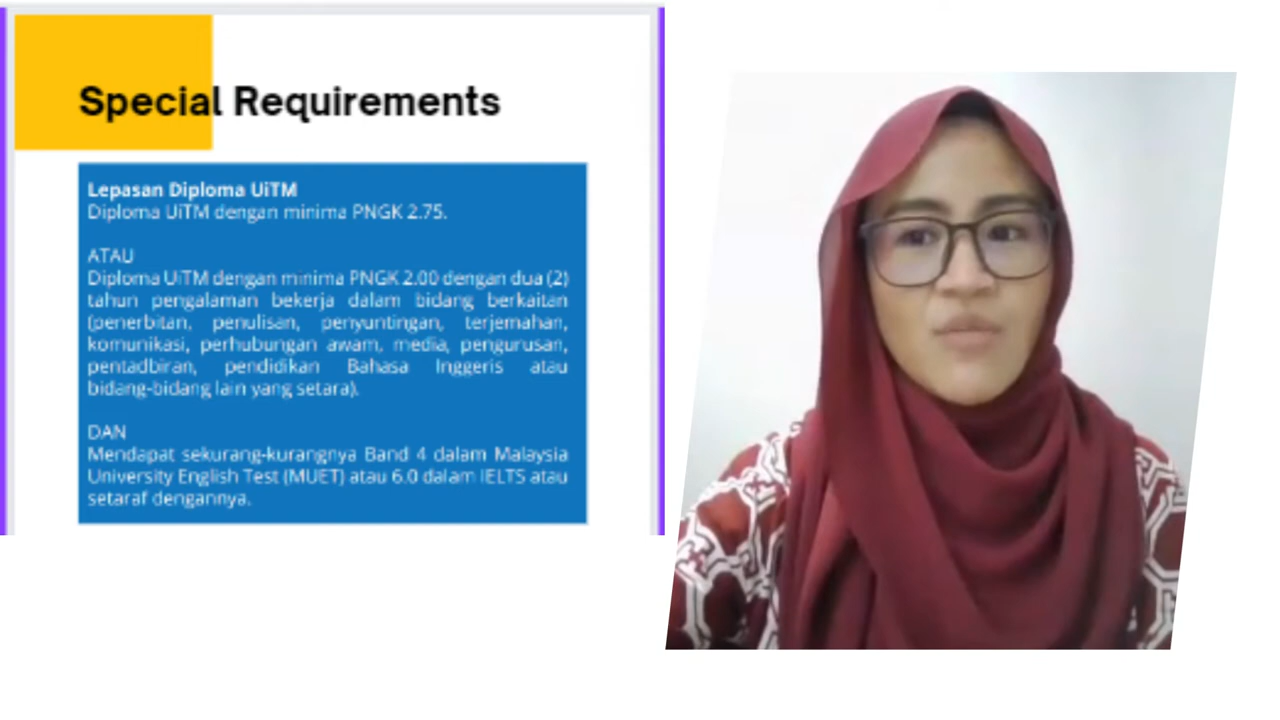 Special Requirements
Lepasan Diploma UiTM
Diploma UiTM dengan minima PNGK 2.75.
ATAU
Diploma UiTM dengan minima PNGK 2.00 dengan dua (2)
tahun pengalaman bekerja dalam bidang berkaitan
(penerbitan, penulisan, penyuntingan, terjemahan,
komunikasi, perhubungan awam, media, pengurusan,
pentadbiran, pendidikan Bahasa Inggeris atau
bidang-bidang lain yang setara).
DAN
Mendapat sekurang-kurangnya Band 4 dalam Malaysia
University English Test (MUET) atau 6.0 dalam IELTS atau
setaraf dengannya.